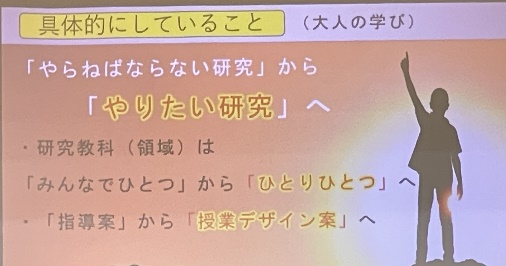 具体的にしていること （大人の学び）
「やらねばならない研究」から
「やりたい研究」へ
・研究教科（領域）は
「みんなでひとつ」から「ひとりひとつ」へ
・「指導案」から「授業デザイン案」へ